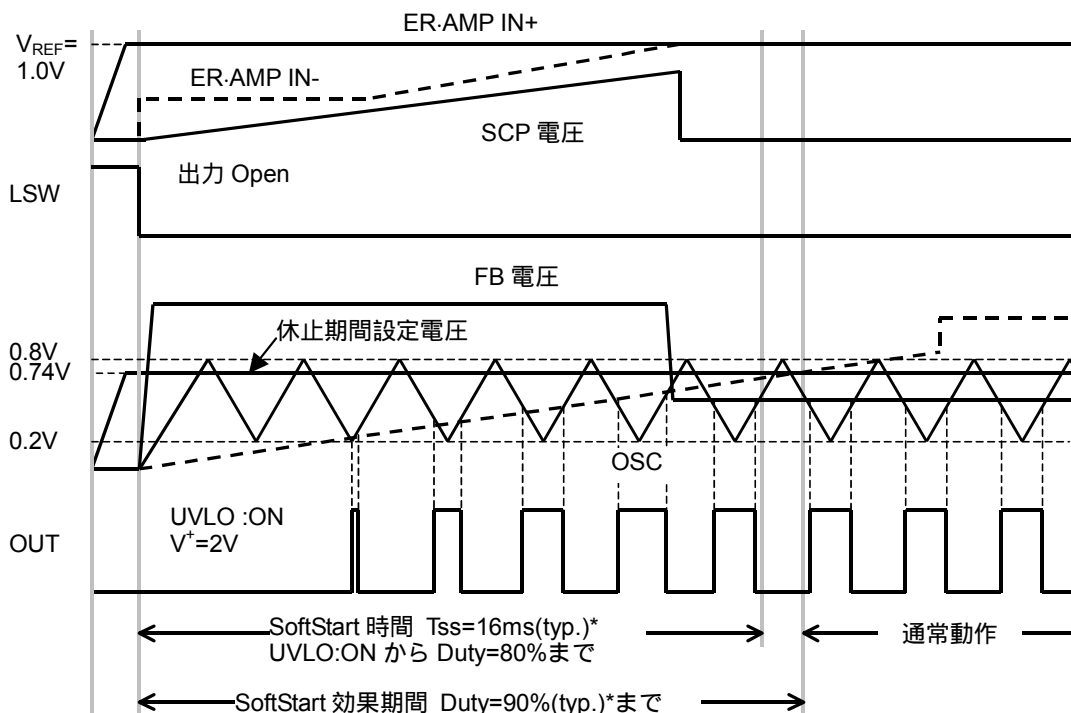 ER·AMP IN+
VREF=
1.0V
ER·AMP IN-
SCP 電圧
LSW
出力 Open
FB 電圧
休止期間設定電圧
0.8V
0.74V
0.2V
OSC
UVLO :ON
V+=2V
OUT
SoftStart 時間 Tss=16ms(typ.)*
UVLO:ON から Duty=80%まで
通常動作
SoftStart 効果期間 Duty=90%(typ.)*まで